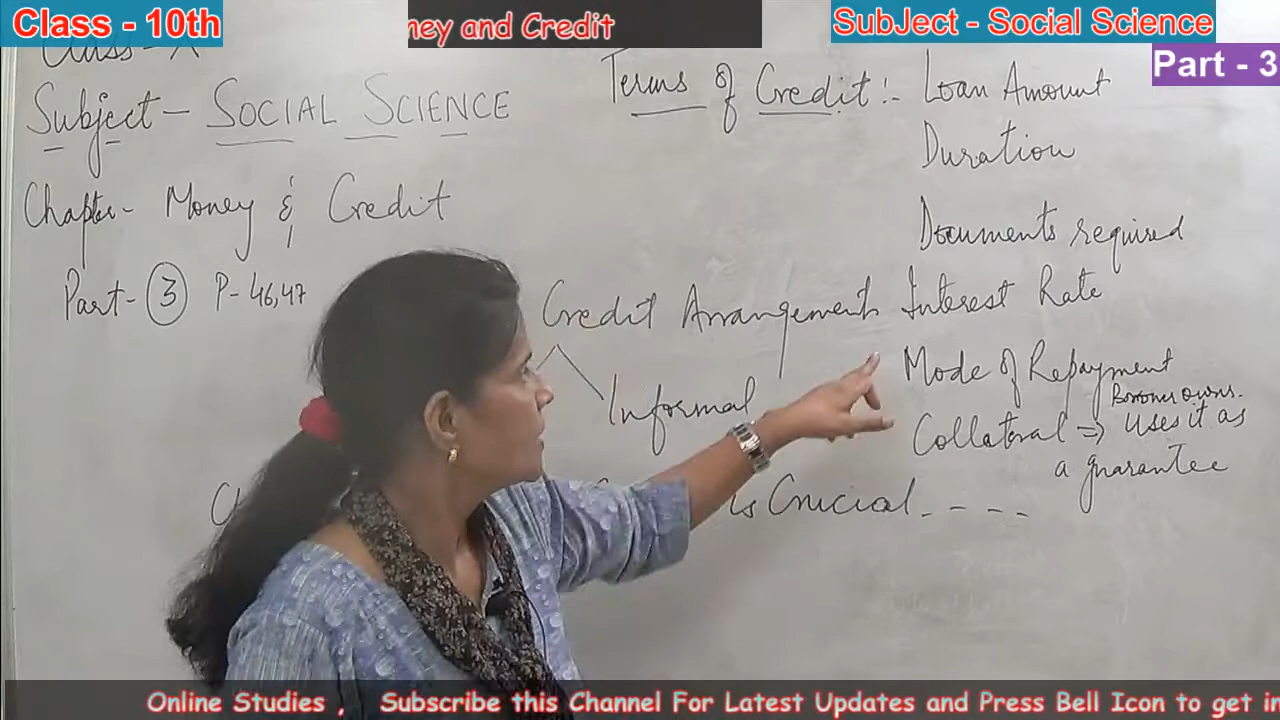 Class - 10th
ney and Credit
SubJect - Social Science
Part - 3
Class - X
Subject - SOCIAL SCIENCE
Chapter - Money & Credit
Part - 3 P - 46,47
Terms of Credit :- Loan Amount
Duration
Documents required
Credit Arrangements Interest Rate
Informal
Mode of Repayment
Borrower owns.
Collateral => Uses it as
a guarantee
is Crucial - - - -
Online Studies , Subscribe this Channel For Latest Updates and Press Bell Icon to get in